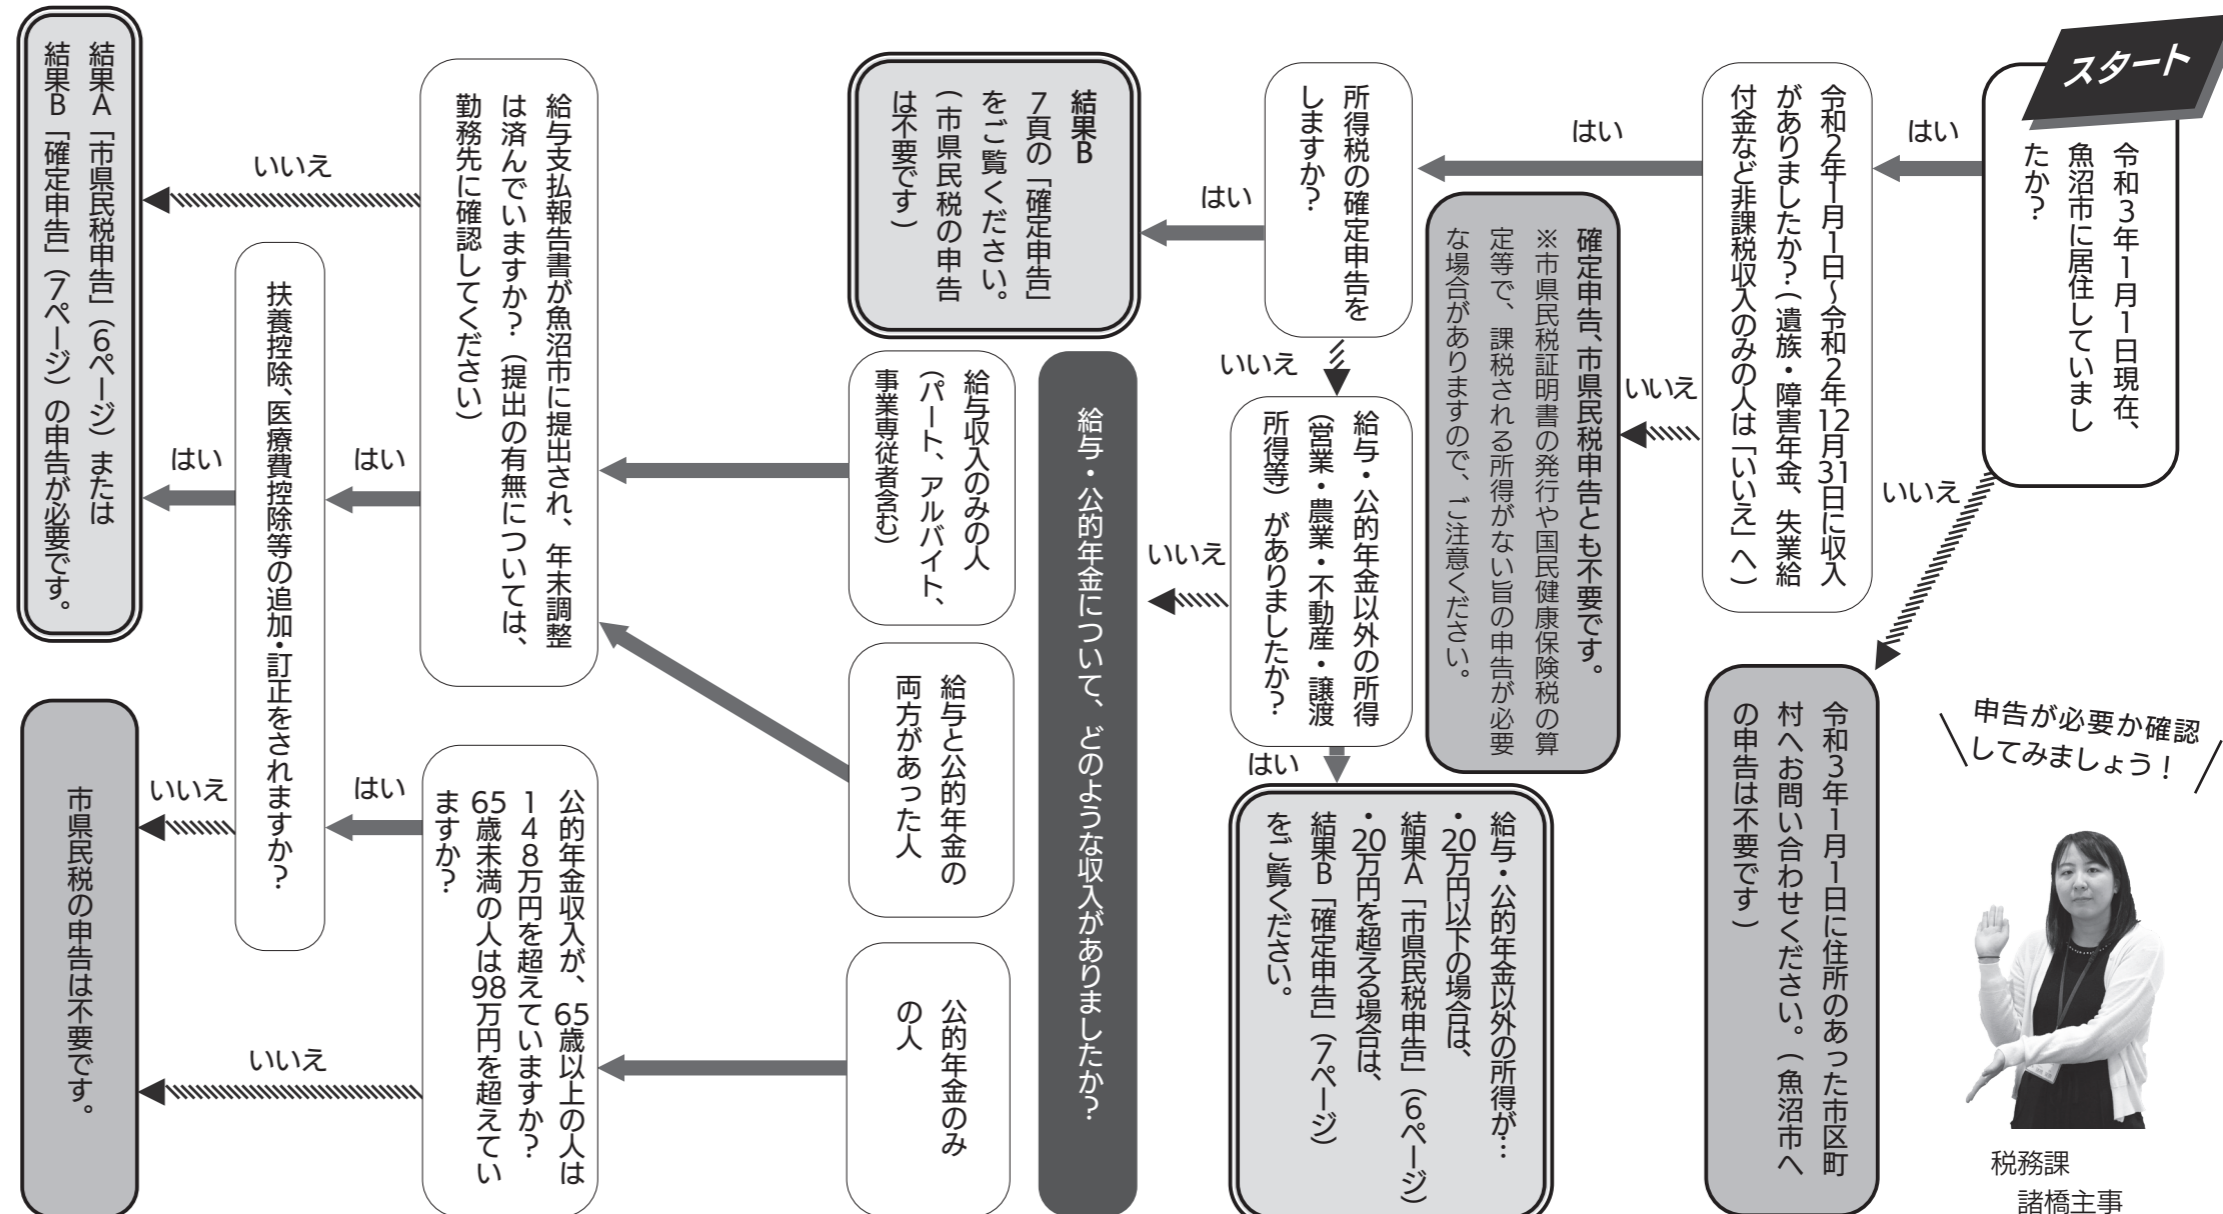 スタート
令和3年1月1日現在、
魚沼市に居住していまし
たか？
はい
いいえ
令和2年1月1日～令和2年12月31日に収入
がありましたか？（遺族・障害年金、失業給
付金など非課税収入のみの人は「いいえ」へ）
はい
いいえ
令和3年1月1日に住所のあった市区町
村へお問い合わせください。（魚沼市へ
の申告は不要です）
申告が必要か確認
してみましょう！
税務課
諸橋主事
確定申告、市県民税申告とも不要です。
※市県民税証明書の発行や国民健康保険税の算
定等で、課税される所得がない旨の申告が必要
な場合がありますので、ご注意ください。
所得税の確定申告を
しますか？
はい
いいえ
結果B
7頁の「確定申告」
をご覧ください。
（市県民税の申告
は不要です）
給与・公的年金以外の所得
（営業・農業・不動産・譲渡
所得等）がありましたか？
いいえ
はい
給与・公的年金以外の所得が…
・20万円以下の場合は、
結果A「市県民税申告」（6ページ）
・20万円を超える場合は、
結果B「確定申告」（7ページ）
をご覧ください。
給与・公的年金について、どのような収入がありましたか？
給与収入のみの人
（パート、アルバイト、
事業専従者含む）
給与と公的年金の
両方があった人
公的年金のみ
の人
給与支払報告書が魚沼市に提出され、年末調整
は済んでいますか？（提出の有無については、
勤務先に確認してください）
いいえ
はい
公的年金収入が、65歳以上の人は
148万円を超えていますか？
65歳未満の人は98万円を超えてい
ますか？
はい
いいえ
扶養控除、医療費控除等の追加・訂正をされますか？
はい
いいえ
結果A「市県民税申告」（6ページ）または
結果B「確定申告」（7ページ）の申告が必要です。
市県民税の申告は不要です。